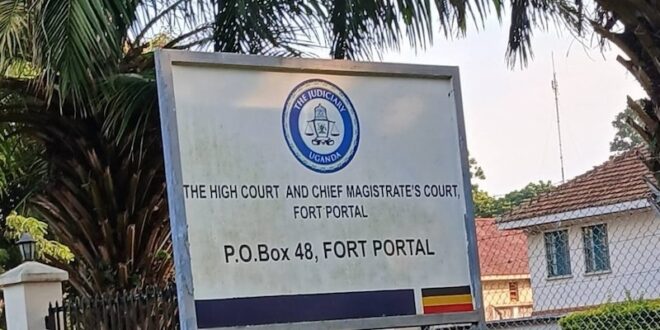 THE JUDICIARY
UGANDA
THE HIGH COURT AND CHIEF MAGISTRATE'S COURT,
FORT PORTAL
P.O.Box 48, FORT PORTAL